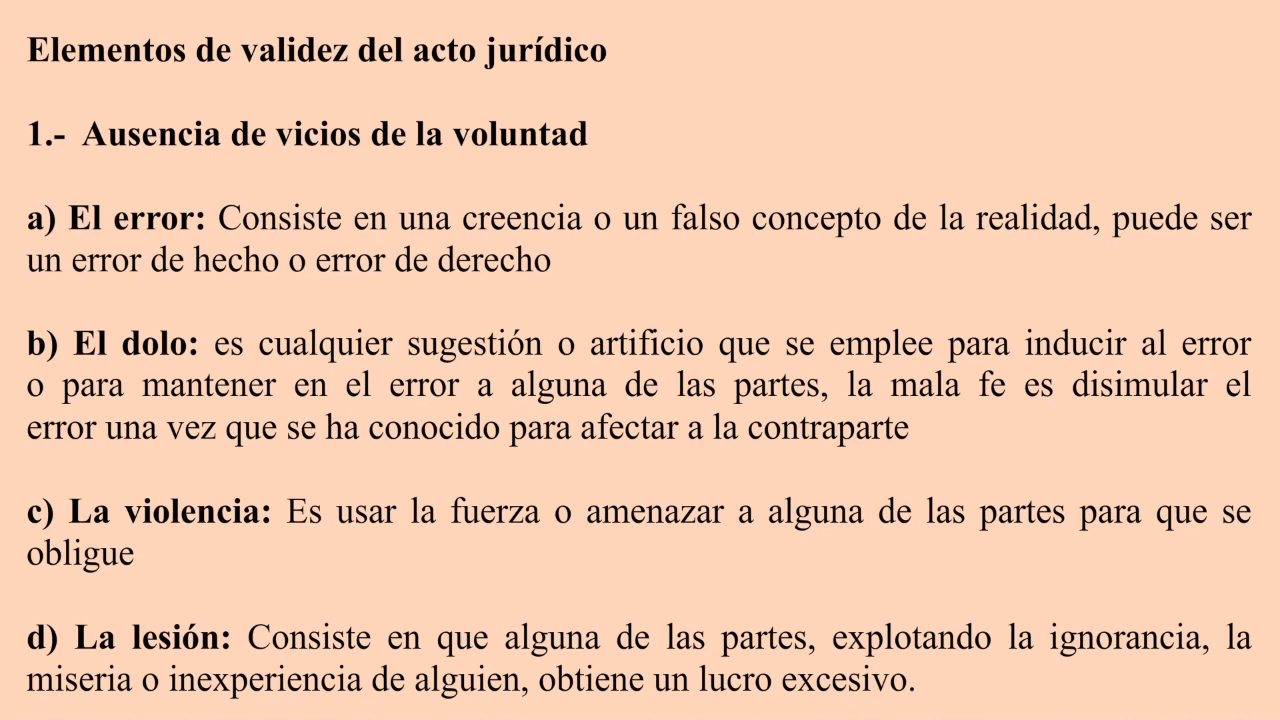 Elementos de validez del acto jurídico
1.- Ausencia de vicios de la voluntad
a) El error: Consiste en una creencia o un falso concepto de la realidad, puede ser
un error de hecho o error de derecho
b) El dolo: es cualquier sugestión o artificio que se emplee para inducir al error
o para mantener en el error a alguna de las partes, la mala fe es disimular el
error una vez que se ha conocido para afectar a la contraparte
c) La violencia: Es usar la fuerza o amenazar a alguna de las partes para que se
obligue
d) La lesión: Consiste en que alguna de las partes, explotando la ignorancia, la
miseria o inexperiencia de alguien, obtiene un lucro excesivo.